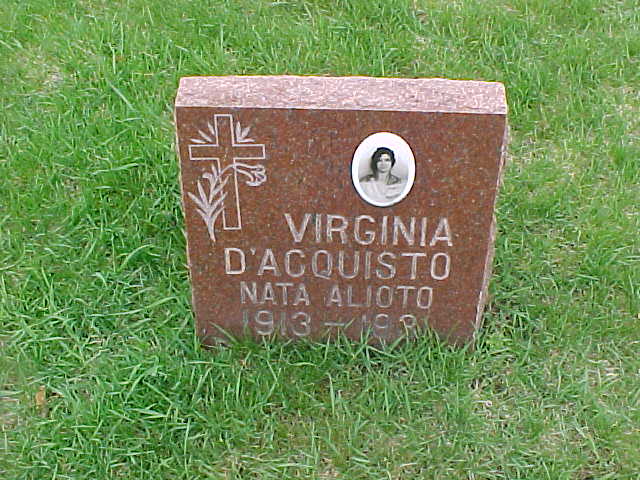 VIRGINIA
D'ACQUISTO
NATA ALIOTO
1913 –